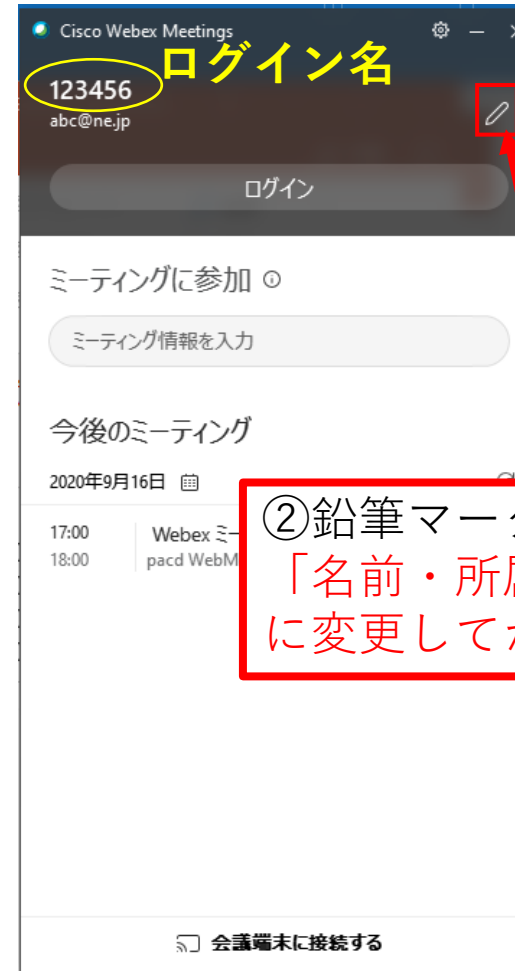 Cisco Webex Meetings
ログイン名
123456
abc@ne.jp
ログイン
ミーティングに参加
ミーティング情報を入力
今後のミーティング
2020年9月16日
17:00 Webex ミー
18:00 pacd WebM
②鉛筆マー
「名前・所
に変更して
会議端末に接続する